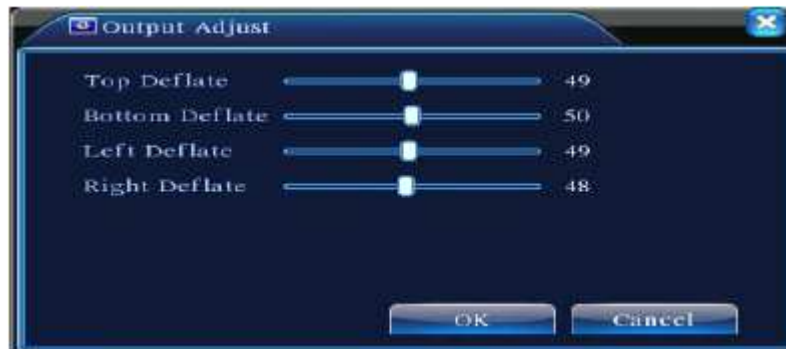 Output Adjust
Top Deflate 49
Bottom Deflate 50
Left Deflate 49
Right Deflate 48
OK Cancel